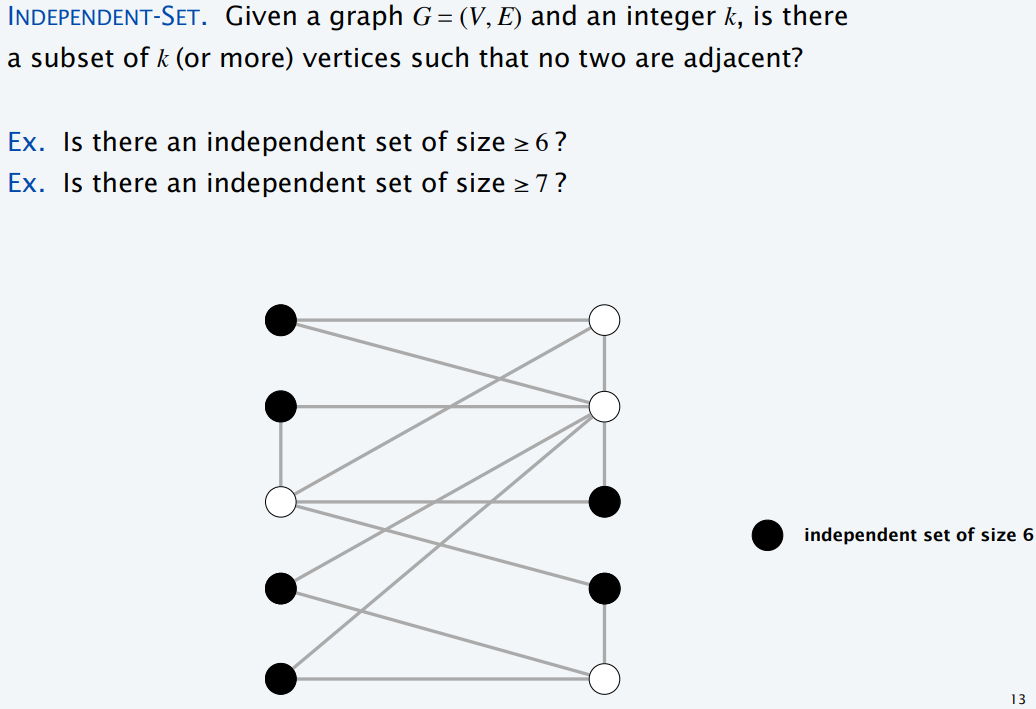 INDEPENDENT-SET. Given a graph G = (V, E) and an integer k, is there
a subset of k (or more) vertices such that no two are adjacent?
Ex. Is there an independent set of size ≥ 6 ?
Ex. Is there an independent set of size ≥ 7 ?
independent set of size 6
13